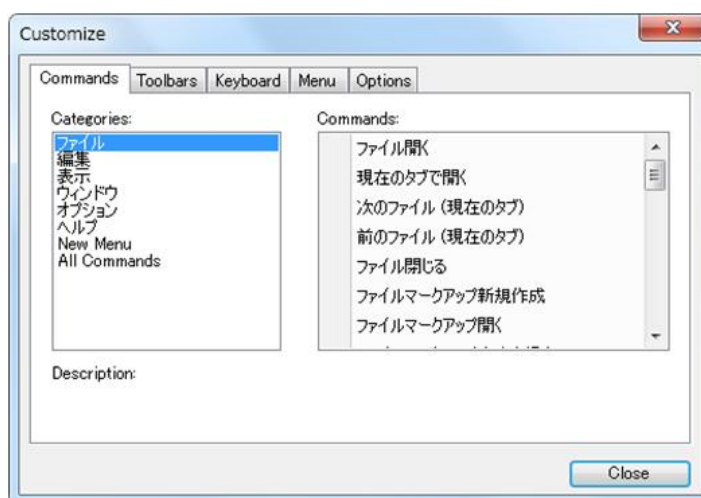 Customize
Commands
Toolbars
Keyboard
Menu
Options
Categories:
ファイル
編集
表示
ウィンドウ
オプション
ヘルプ
New Menu
All Commands
Commands:
ファイル開く
現在のタブで開く
次のファイル (現在のタブ)
前のファイル (現在のタブ)
ファイル閉じる
ファイルマークアップ新規作成
ファイルマークアップ開く
Description:
Close